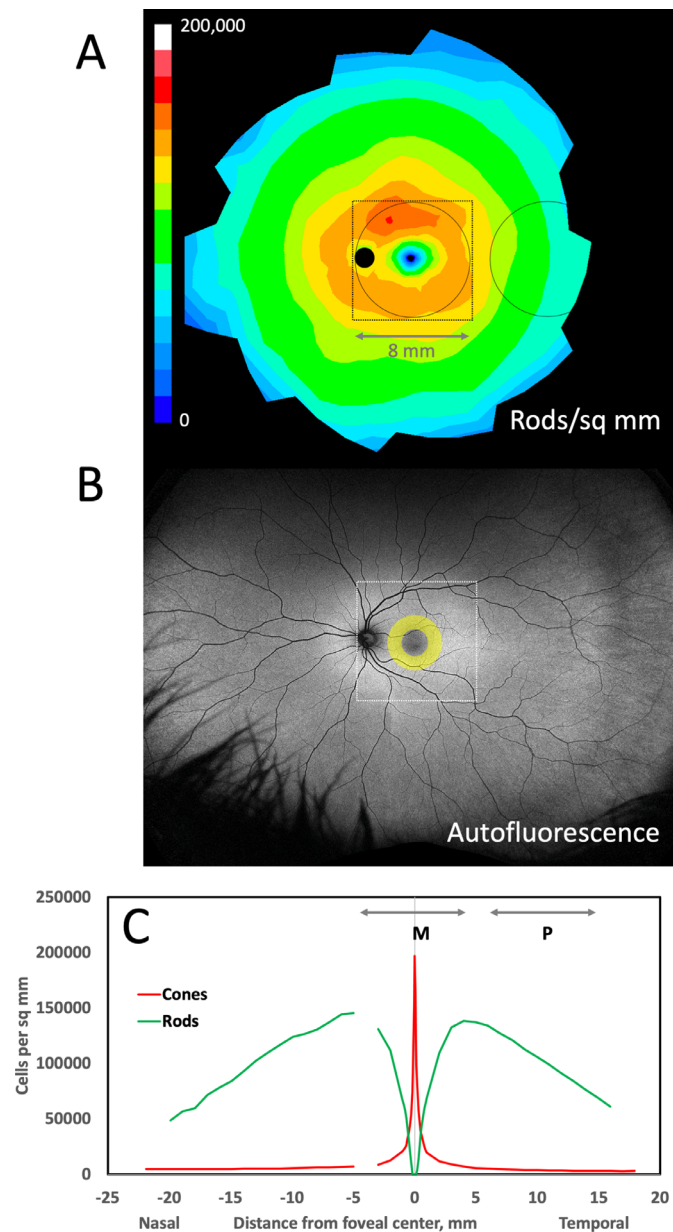 A
200,000
0
8 mm
Rods/sq mm
B
Autofluorescence
C
M
P
Cones
Rods
Cells per sq mm
250000
200000
150000
100000
50000
0
-25 -20 -15 -10 -5 0 5 10 15 20
Nasal Distance from foveal center, mm Temporal